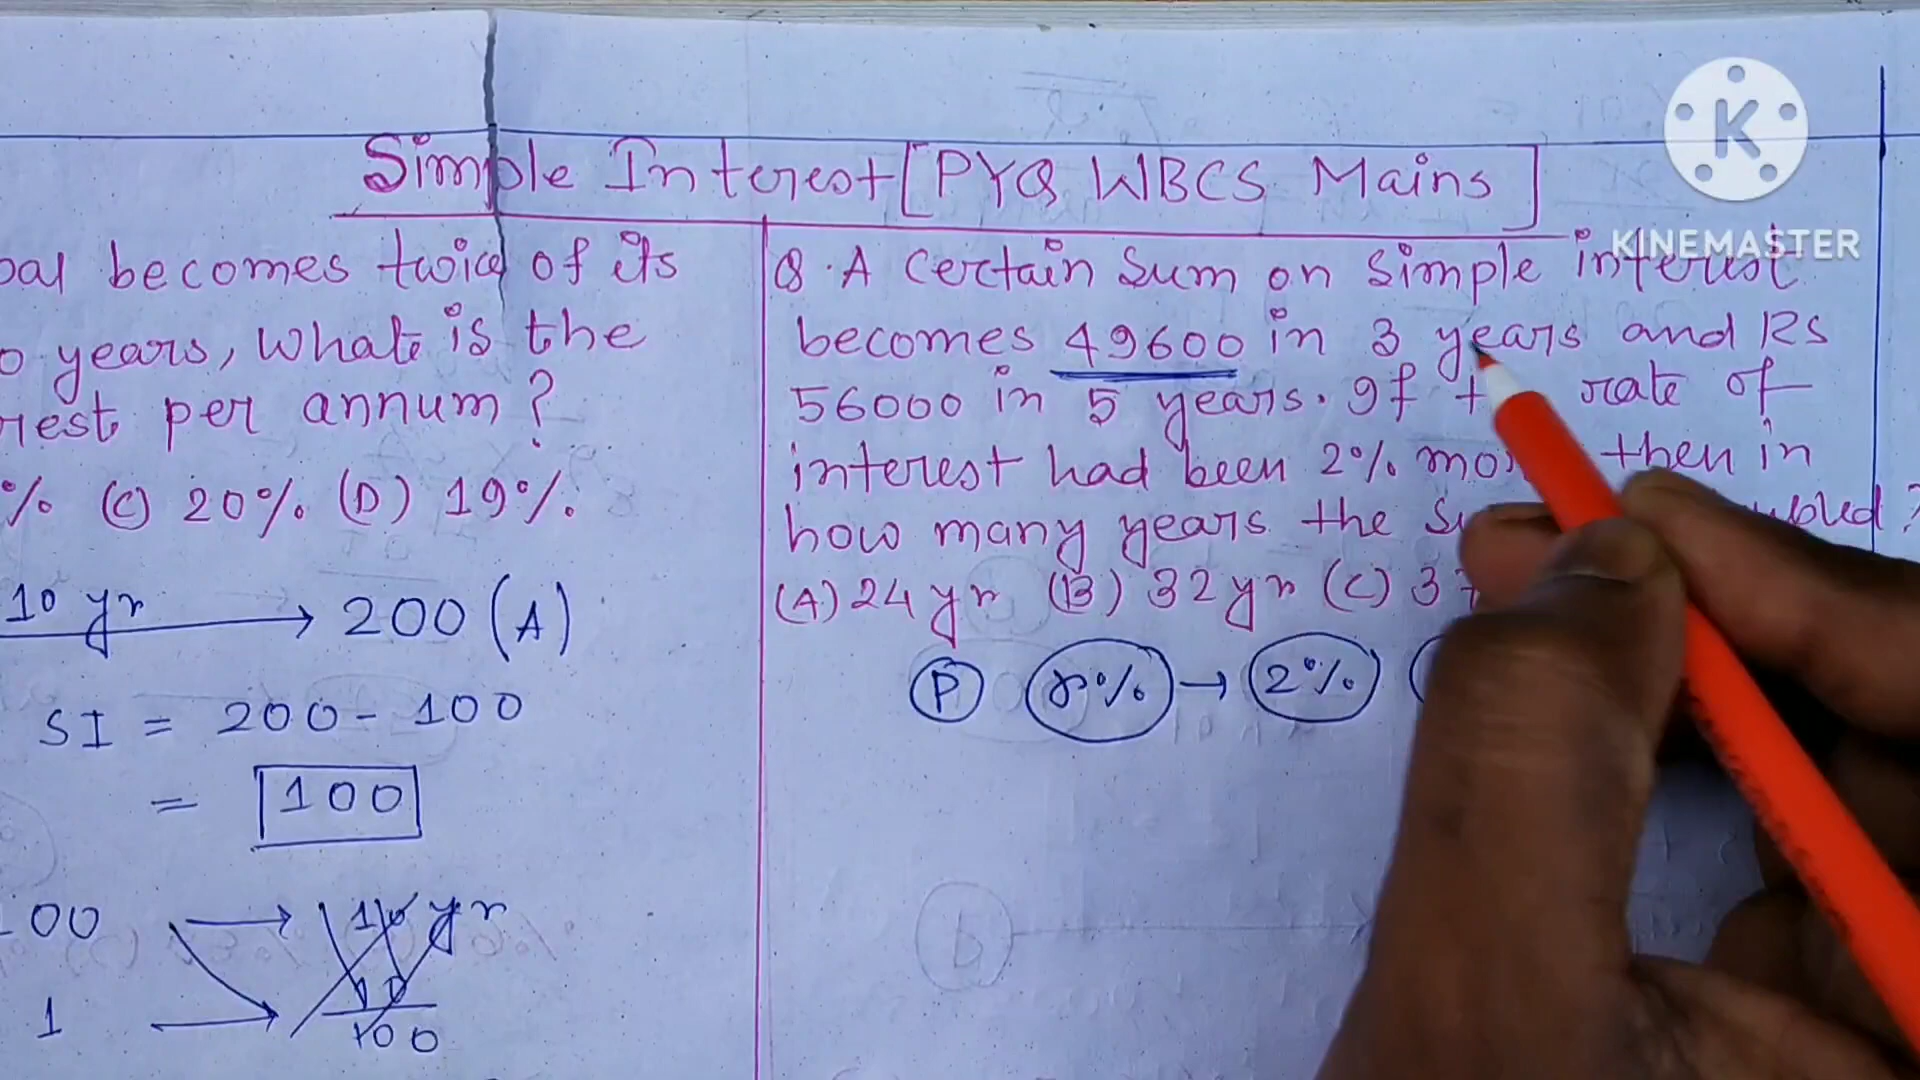 Simple Interest [PYQ WBCS Mains]
KINEMASTER
becomes twice of its
years, What is the
per annum?
% (C) 20% (D) 19%.
10 yr → 200 (A)
SI = 200 - 100
= 100
00 → 10 yr
1
100
Q. A Certain Sum on Simple interest
becomes 49600 in 3 years and RS
56000 in 5 years. If rate of
interest had been 2% then in
how many years the
(A) 24 yr (B) 32 yr (C) 3
P r% → 2%